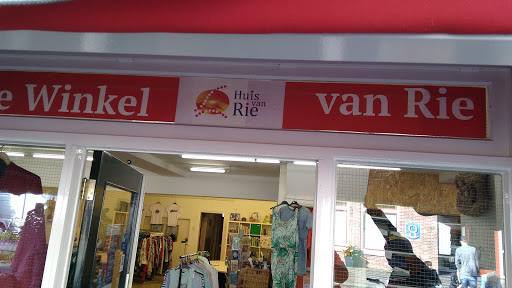 e Winkel
Huis
van
Rie
van Rie